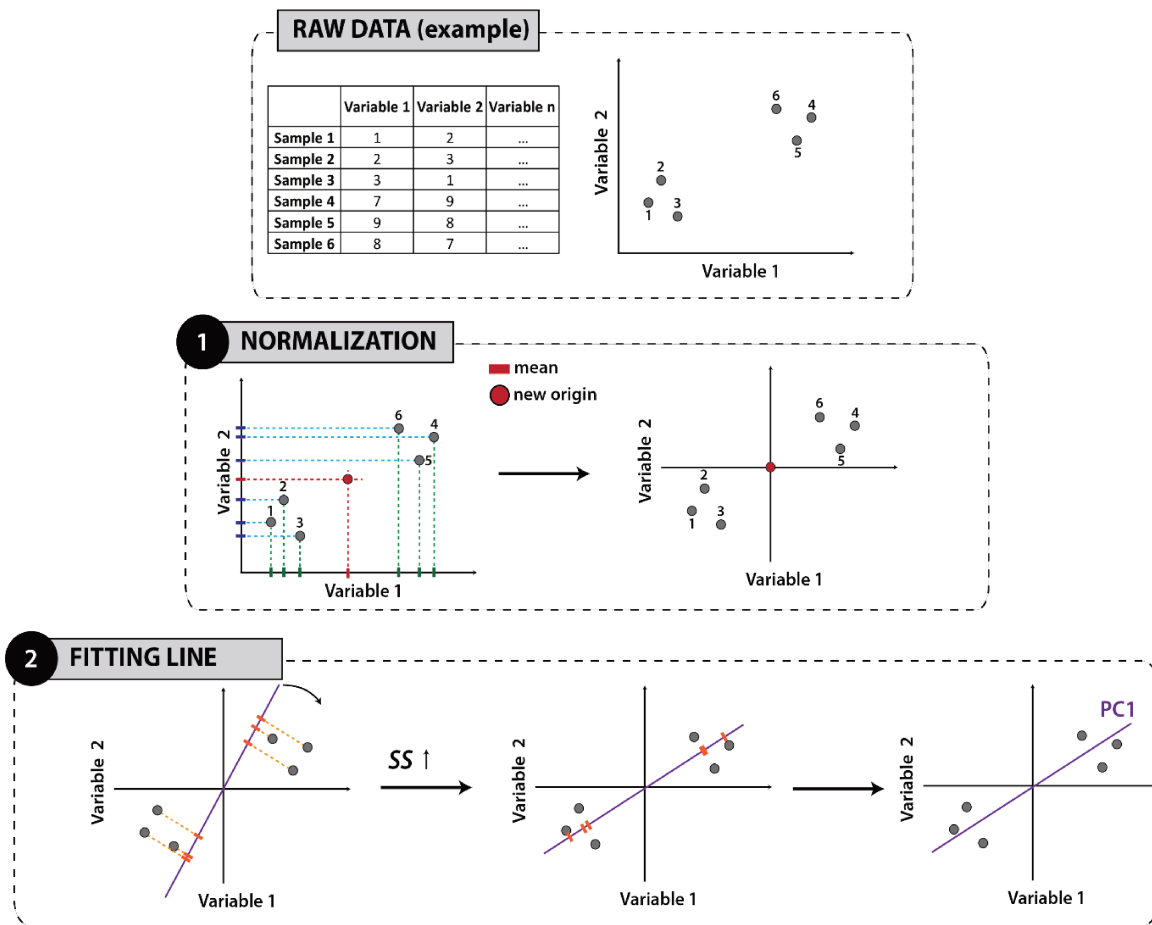 RAW DATA (example)
Variable 1 Variable 2 Variable n
Sample 1 1 2 ...
Sample 2 2 3 ...
Sample 3 3 1 ...
Sample 4 7 9 ...
Sample 5 9 8 ...
Sample 6 8 7 ...
Variable 2
6 4
5
2
1 3
Variable 1
1 NORMALIZATION
mean
new origin
Variable 2
6 4
5
2
1
3
Variable 1
Variable 2
6 4
5
2
1 3
Variable 1
2 FITTING LINE
Variable 2
Variable 1
SS ↑
Variable 2
Variable 1
PC1
Variable 2
Variable 1